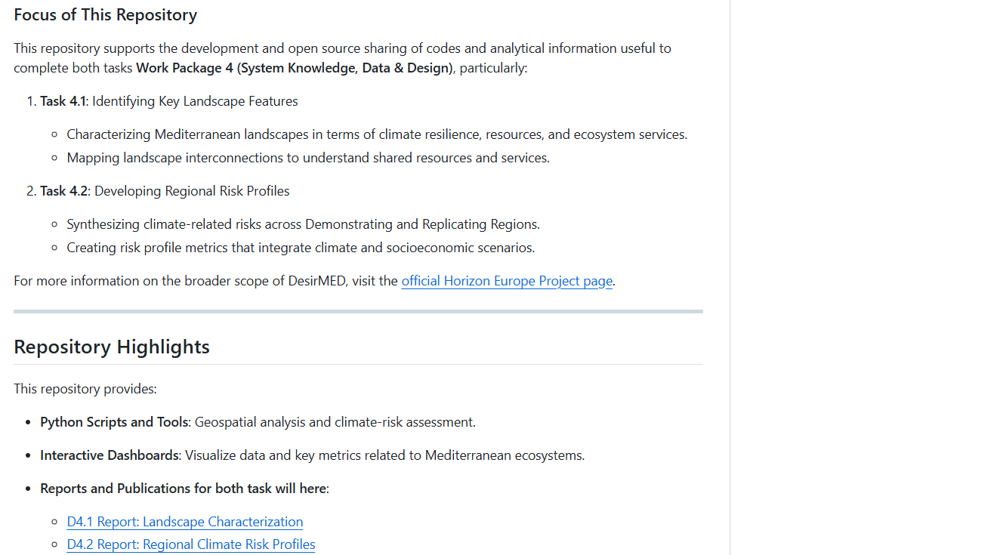 Focus of This Repository
This repository supports the development and open source sharing of codes and analytical information useful to
complete both tasks Work Package 4 (System Knowledge, Data & Design), particularly:
1. Task 4.1: Identifying Key Landscape Features
Characterizing Mediterranean landscapes in terms of climate resilience, resources, and ecosystem services.
Mapping landscape interconnections to understand shared resources and services.
2. Task 4.2: Developing Regional Risk Profiles
Synthesizing climate-related risks across Demonstrating and Replicating Regions.
Creating risk profile metrics that integrate climate and socioeconomic scenarios.
For more information on the broader scope of DesirMED, visit the official Horizon Europe Project page.
Repository Highlights
This repository provides:
Python Scripts and Tools: Geospatial analysis and climate-risk assessment.
Interactive Dashboards: Visualize data and key metrics related to Mediterranean ecosystems.
Reports and Publications for both task will here:
D4.1 Report: Landscape Characterization
D4.2 Report: Regional Climate Risk Profiles